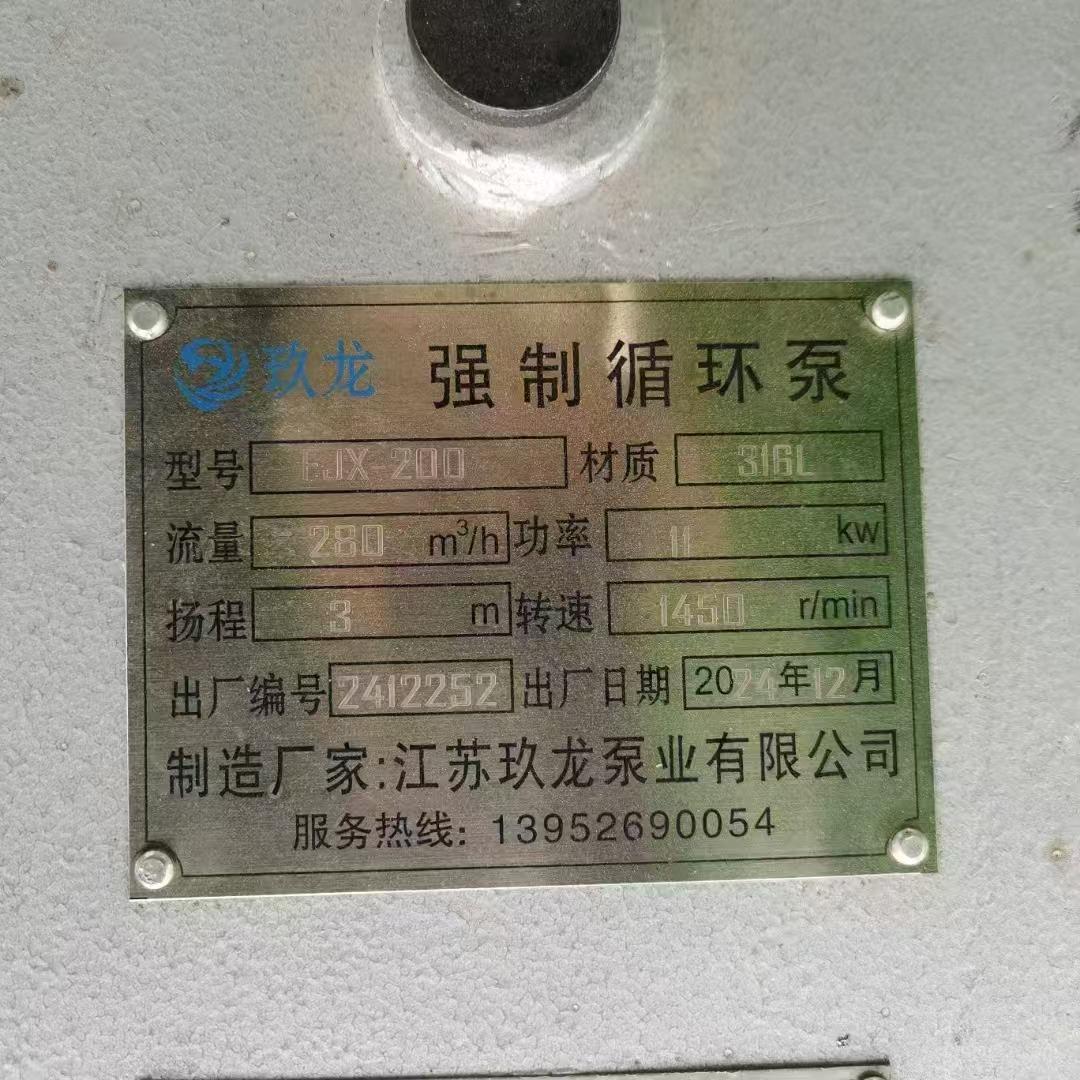 玖龙 强制循环泵
型号 FJX 200 材质 316L
流量 280 m³/h 功率 11 kw
扬程 3 m 转速 1450 r/min
出厂编号 2412252 出厂日期 2024年12月
制造厂家:江苏玖龙泵业有限公司
服务热线: 13952690054